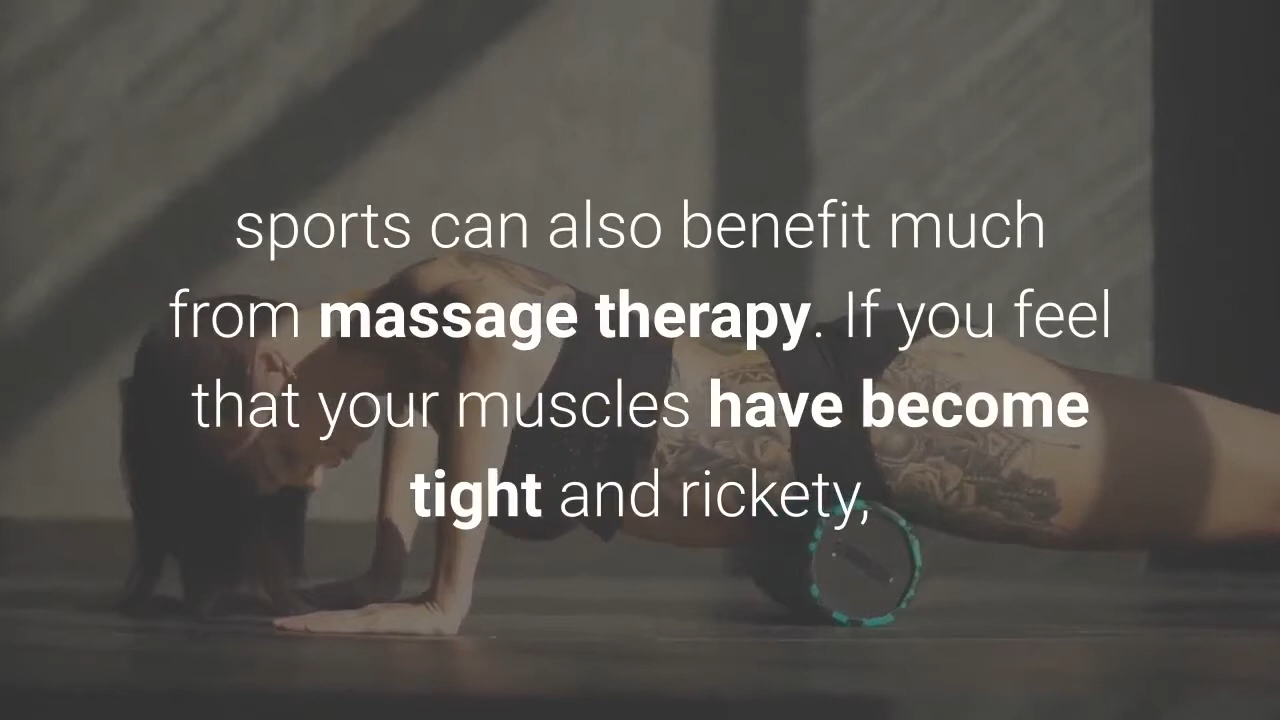 sports can also benefit much
from massage therapy. If you feel
that your muscles have become
tight and rickety,